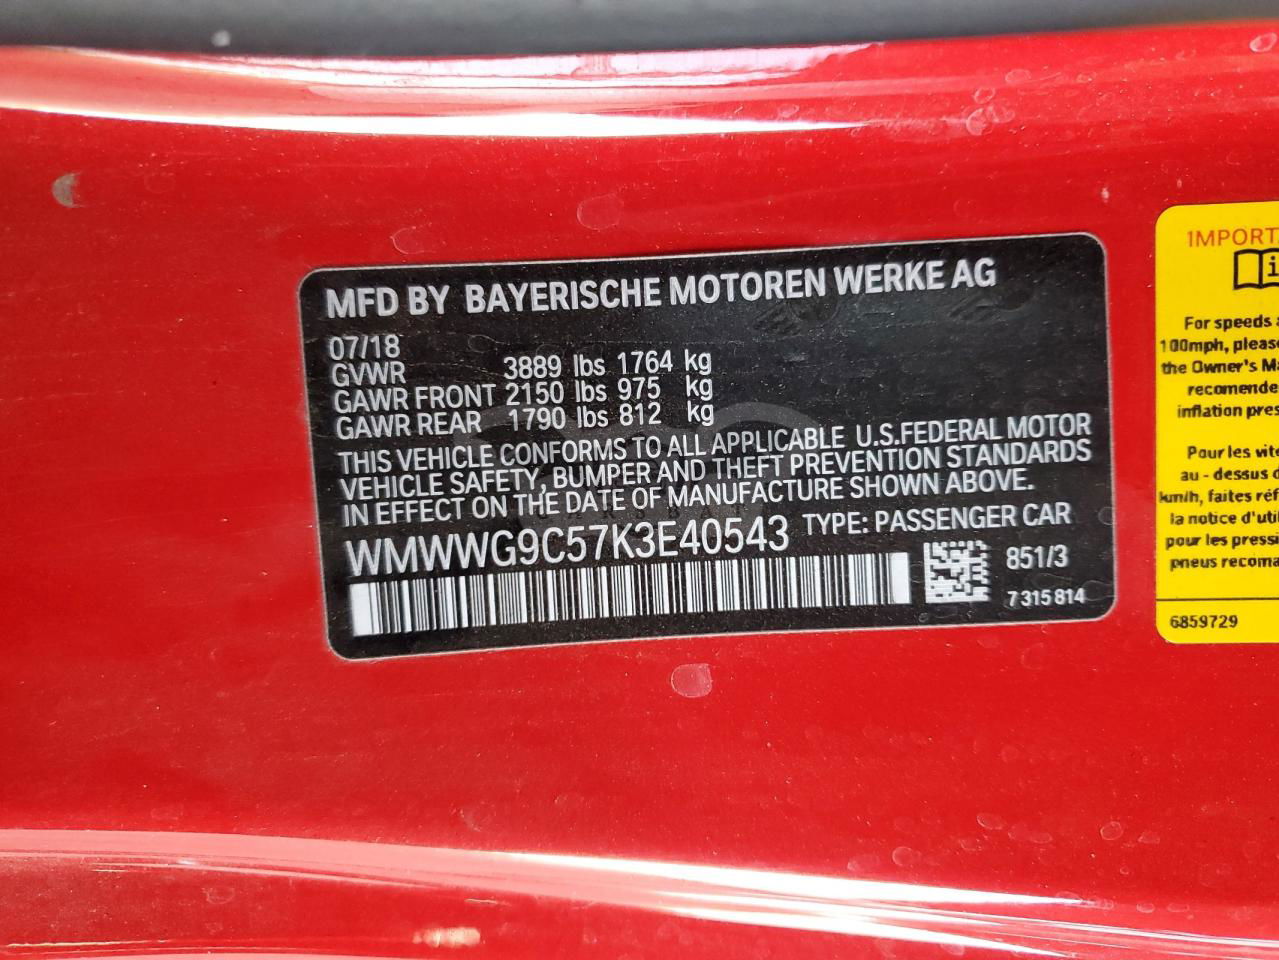 MFD BY BAYERISCHE MOTOREN WERKE AG
07/18
GVWR 3889 lbs 1764 kg
GAWR FRONT 2150 lbs 975 kg
GAWR REAR 1790 lbs 812 kg
THIS VEHICLE CONFORMS TO ALL APPLICABLE U.S.FEDERAL MOTOR
VEHICLE SAFETY, BUMPER AND THEFT PREVENTION STANDARDS
IN EFFECT ON THE DATE OF MANUFACTURE SHOWN ABOVE.
WMWWG9C57K3E40543 TYPE: PASSENGER CAR
851/3
7 315 814
IMPORT
i
For speeds
100mph, please
the Owner's Ma
recomende
inflation pres
Pour les vite
au - dessus d
km/h, faites réf
la notice d'uti
pour les pressi
pneus recoma
6859729